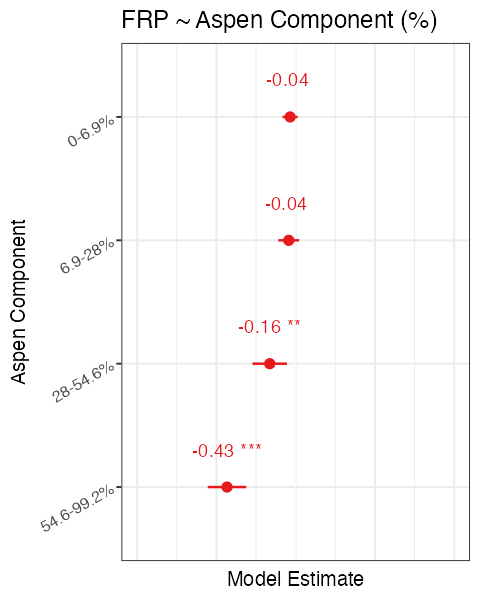 FRP ~ Aspen Component (%)
-0.04
0-6.9%
-0.04
6.9-28%
-0.16 **
28-54.6%
-0.43 ***
54.6-99.2%
Aspen Component
Model Estimate